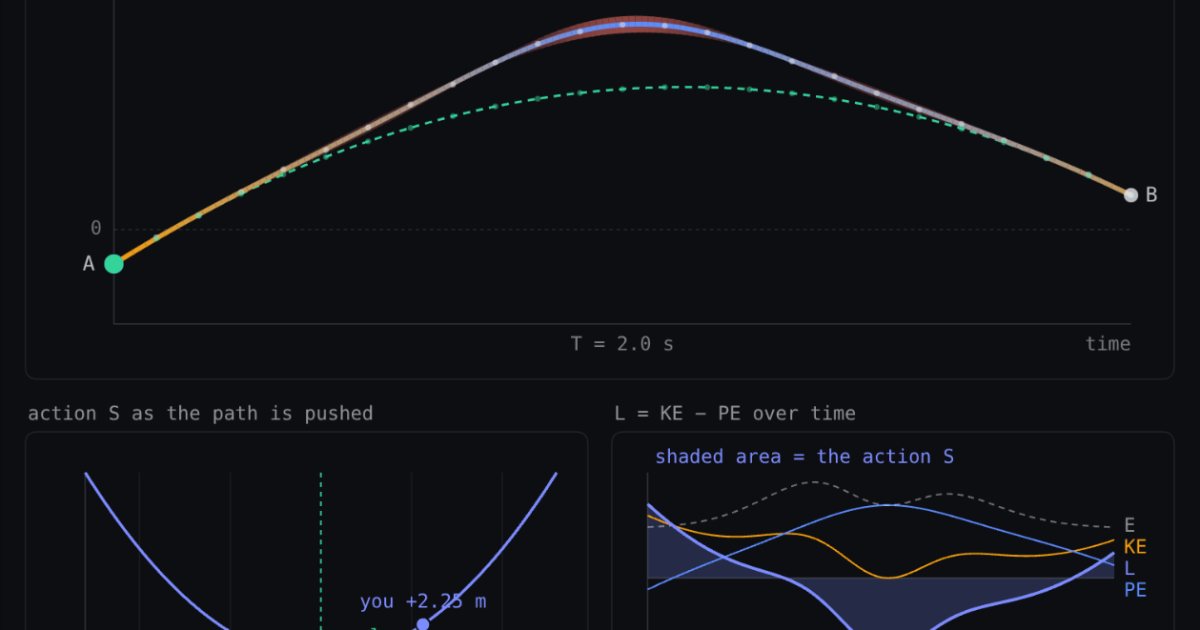 B
0
A
T = 2.0 s
time
action S as the path is pushed
L = KE − PE over time
shaded area = the action S
E
KE
L
PE
you +2.25 m